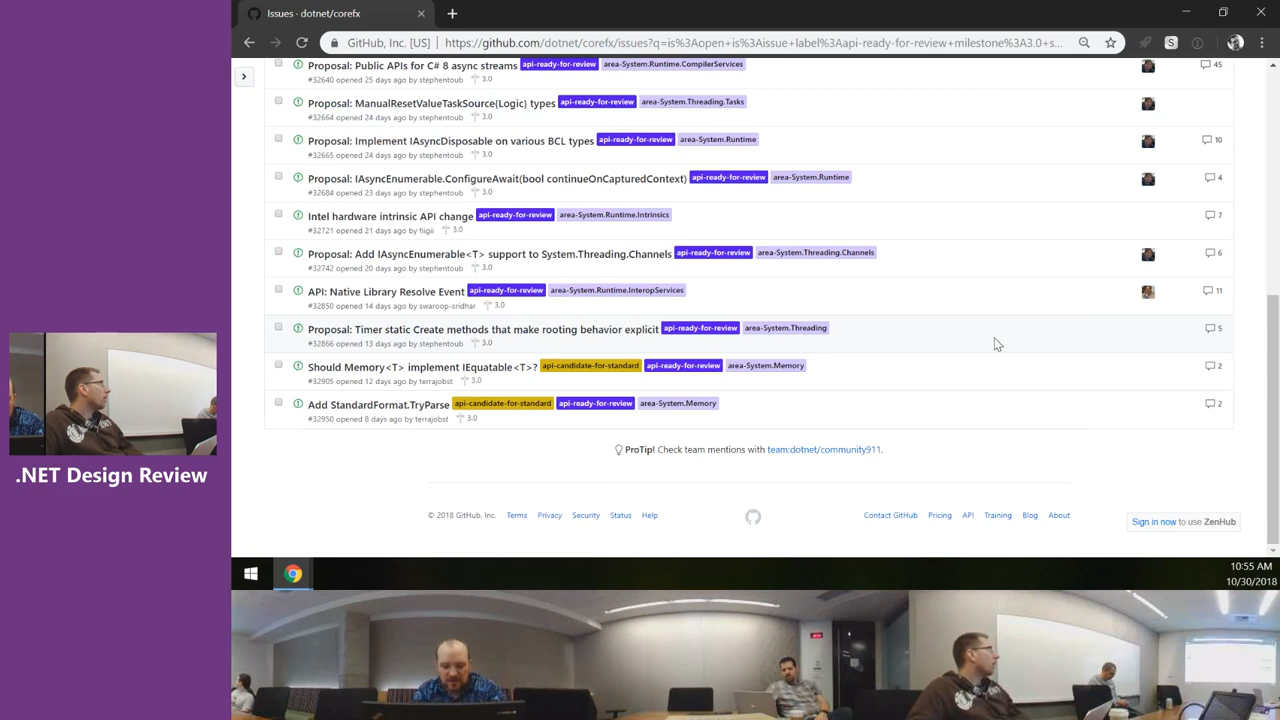 Issues - dotnet/corefx
GitHub, Inc. [US] | https://github.com/dotnet/corefx/issues?q=is%3Aopen+is%3Aissue+label%3Aapi-ready-for-review+milestone%3A3.0+s...
Proposal: Public APIs for C# 8 async streams api-ready-for-review area-System.Runtime.CompilerServices 45
#32640 opened 25 days ago by stephentoub 3.0
Proposal: ManualResetValueTaskSource(Logic) types api-ready-for-review area-System.Threading.Tasks
#32664 opened 24 days ago by stephentoub 3.0
Proposal: Implement IAsyncDisposable on various BCL types api-ready-for-review area-System.Runtime 10
#32665 opened 24 days ago by stephentoub 3.0
Proposal: IAsyncEnumerable.ConfigureAwait(bool continueOnCapturedContext) api-ready-for-review area-System.Runtime 4
#32684 opened 23 days ago by stephentoub 3.0
Intel hardware intrinsic API change api-ready-for-review area-System.Runtime.Intrinsics 7
#32721 opened 21 days ago by fiigii 3.0
Proposal: Add IAsyncEnumerable<T> support to System.Threading.Channels api-ready-for-review area-System.Threading.Channels 6
#32742 opened 20 days ago by stephentoub 3.0
API: Native Library Resolve Event api-ready-for-review area-System.Runtime.InteropServices 11
#32850 opened 14 days ago by swaroop-sridhar 3.0
Proposal: Timer static Create methods that make rooting behavior explicit api-ready-for-review area-System.Threading 5
#32866 opened 13 days ago by stephentoub 3.0
Should Memory<T> implement IEquatable<T>? api-candidate-for-standard api-ready-for-review area-System.Memory 2
#32905 opened 12 days ago by terrajobst 3.0
Add StandardFormat.TryParse api-candidate-for-standard api-ready-for-review area-System.Memory 2
#32950 opened 8 days ago by terrajobst 3.0
ProTip! Check team mentions with team:dotnet/community911.
© 2018 GitHub, Inc. Terms Privacy Security Status Help Contact GitHub Pricing API Training Blog About
Sign in now to use ZenHub
.NET Design Review
10:55 AM
10/30/2018